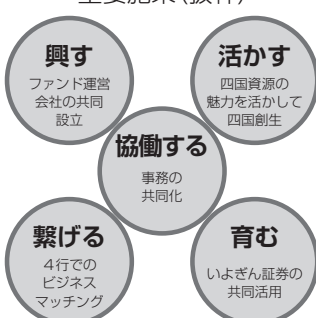 重要施策(抜粋)
興す
ファンド運営
会社の共同
設立
活かす
四国資源の
魅力を活かして
四国創生
協働する
事務の
共同化
繋げる
4行での
ビジネス
マッチング
育む
いよぎん証券の
共同活用